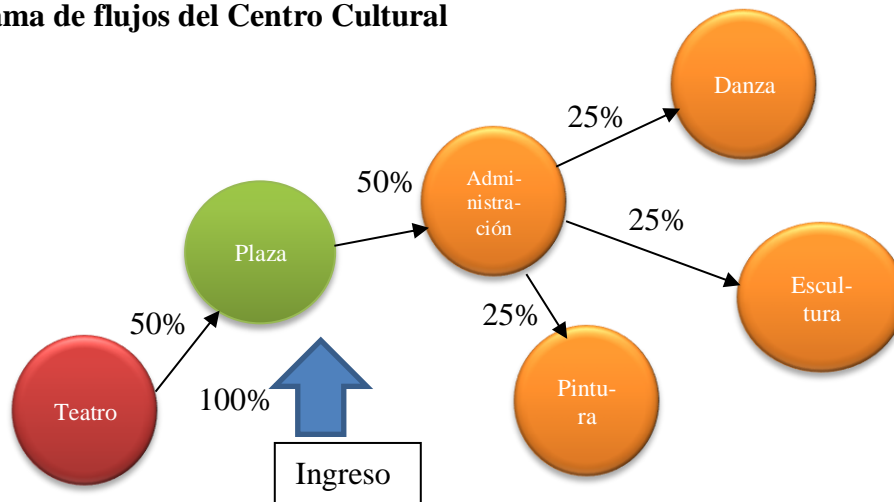 ama de flujos del Centro Cultural
Danza
25%
Admi-
nistra-
ción
50%
25%
Plaza
Escul-
tura
25%
50%
Pintu-
ra
100%
Teatro
Ingreso